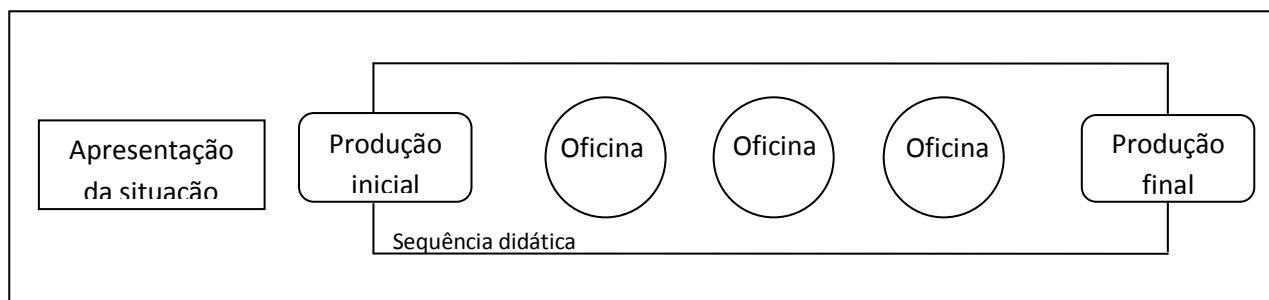 Apresentação
da situação
Produção
inicial
Oficina
Oficina
Oficina
Produção
final
Sequência didática